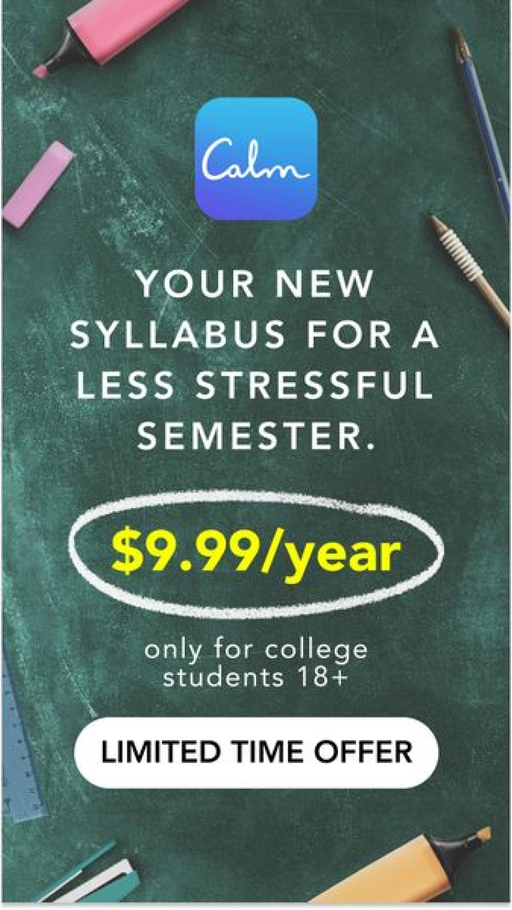 Calm
YOUR NEW
SYLLABUS FOR A
LESS STRESSFUL
SEMESTER.
$9.99/year
only for college
students 18+
LIMITED TIME OFFER